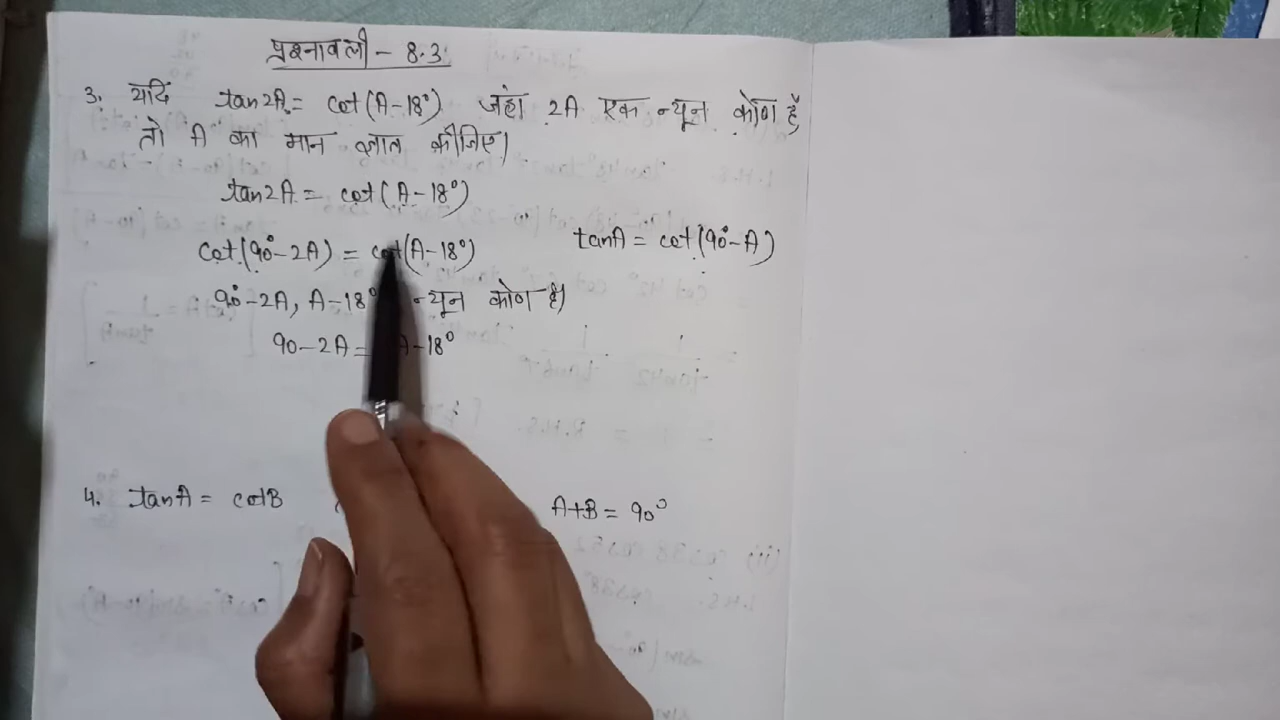 प्रश्नावली - 8.3
3. यदि tan2A = cot(A-18°) जहां 2A एक न्यून कोण है
तो A का मान ज्ञात कीजिए।
tan2A = cot(A-18°)
cot(90°-2A) = cot(A-18°) tanA = cot(90°-A)
90°-2A, A-18° न्यून कोण है।
90-2A = A-18°
4. tanA = cotB A+B = 90°